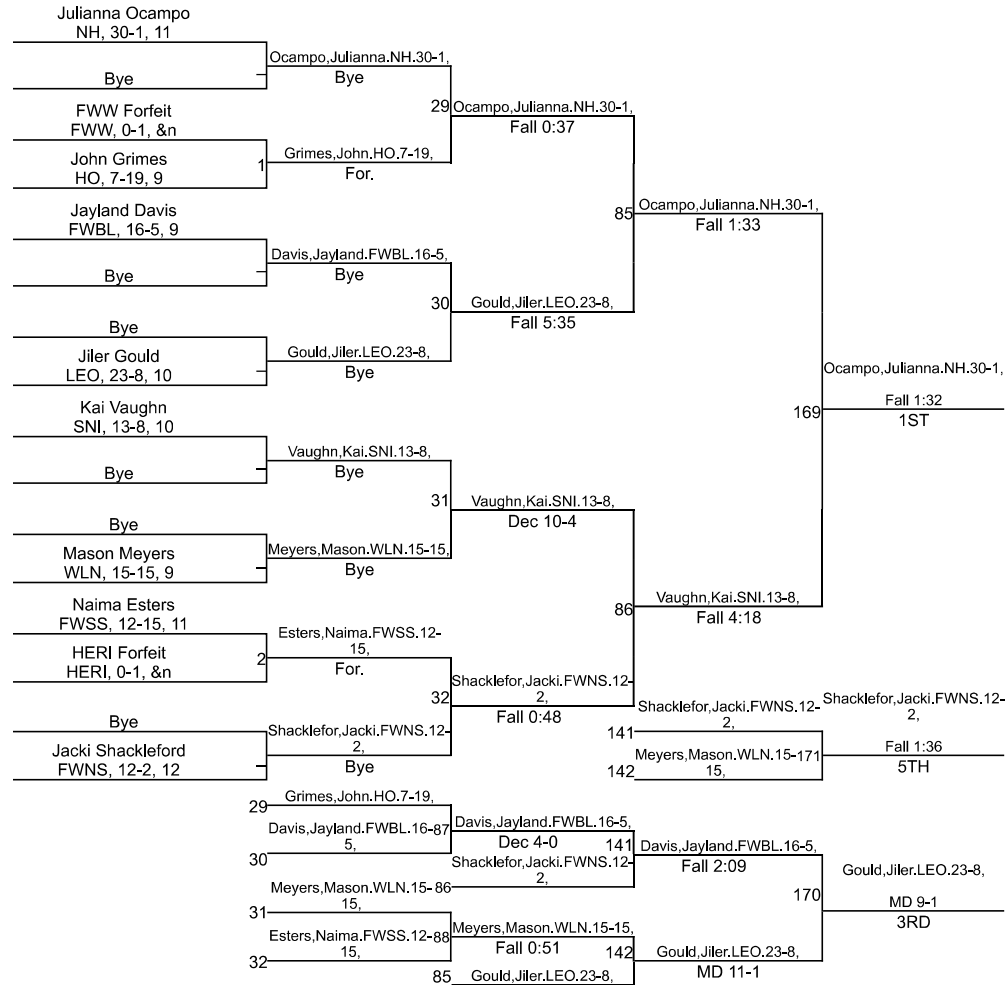 Julianna Ocampo
NH, 30-1, 11
Bye
FWW Forfeit
FWW, 0-1, &n
John Grimes
HO, 7-19, 9
Jayland Davis
FWBL, 16-5, 9
Bye
Bye
Jiler Gould
LEO, 23-8, 10
Kai Vaughn
SNI, 13-8, 10
Bye
Bye
Mason Meyers
WLN, 15-15, 9
Naima Esters
FWSS, 12-15, 11
HERI Forfeit
HERI, 0-1, &n
Bye
Jacki Shackleford
FWNS, 12-2, 12
Ocampo,Julianna.NH.30-1,
Bye
1
Grimes,John.HO.7-19,
For.
Davis,Jayland.FWBL.16-5,
Bye
Gould,Jiler.LEO.23-8,
Bye
Vaughn,Kai.SNI.13-8,
Bye
Meyers,Mason.WLN.15-15,
Bye
2
Esters,Naima.FWSS.12-
15,
For.
Shacklefor,Jacki.FWNS.12-
2,
Bye
29
Ocampo,Julianna.NH.30-1,
Fall 0:37
30
Gould,Jiler.LEO.23-8,
Fall 5:35
31
Vaughn,Kai.SNI.13-8,
Dec 10-4
32
Shacklefor,Jacki.FWNS.12-
2,
Fall 0:48
85
Ocampo,Julianna.NH.30-1,
Fall 1:33
86
Vaughn,Kai.SNI.13-8,
Fall 4:18
169
Ocampo,Julianna.NH.30-1,
Fall 1:32
1ST
141
Shacklefor,Jacki.FWNS.12-
2,
142
Meyers,Mason.WLN.15-
15,
171
Shacklefor,Jacki.FWNS.12-
2,
Fall 1:36
5TH
29
Grimes,John.HO.7-19,
30
Davis,Jayland.FWBL.16-
5,
87
Davis,Jayland.FWBL.16-5,
Dec 4-0
86
Shacklefor,Jacki.FWNS.12-
2,
141
Davis,Jayland.FWBL.16-5,
Fall 2:09
31
Meyers,Mason.WLN.15-
15,
32
Esters,Naima.FWSS.12-
15,
88
Meyers,Mason.WLN.15-15,
Fall 0:51
85
Gould,Jiler.LEO.23-8,
142
Gould,Jiler.LEO.23-8,
MD 11-1
170
Gould,Jiler.LEO.23-8,
MD 9-1
3RD